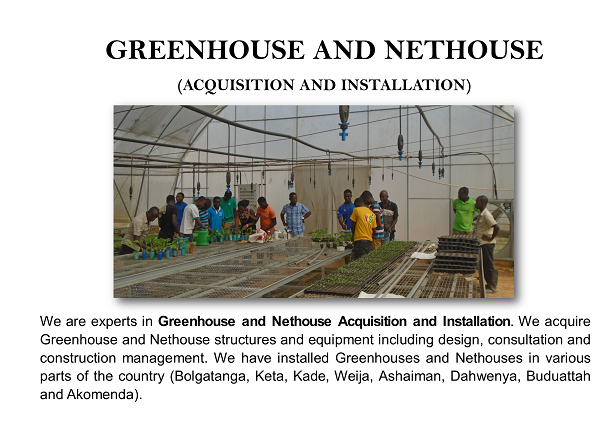 GREENHOUSE AND NETHOUSE
(ACQUISITION AND INSTALLATION)
We are experts in Greenhouse and Nethouse Acquisition and Installation. We acquire
Greenhouse and Nethouse structures and equipment including design, consultation and
construction management. We have installed Greenhouses and Nethouses in various
parts of the country (Bolgatanga, Keta, Kade, Weija, Ashaiman, Dahwenya, Buduattah
and Akomenda).